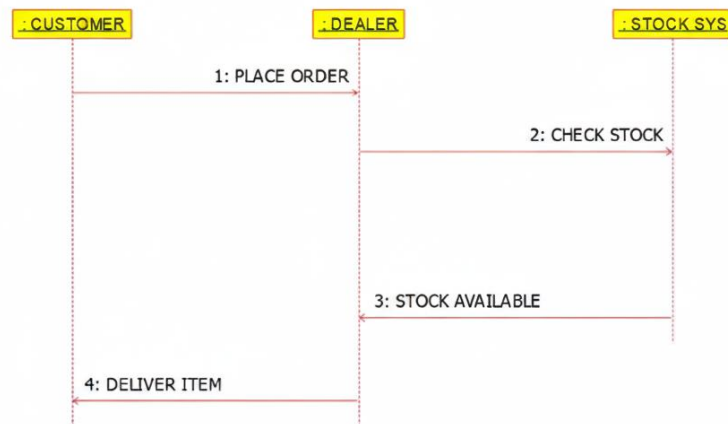 : CUSTOMER
: DEALER
: STOCK SYS
1: PLACE ORDER
2: CHECK STOCK
3: STOCK AVAILABLE
4: DELIVER ITEM